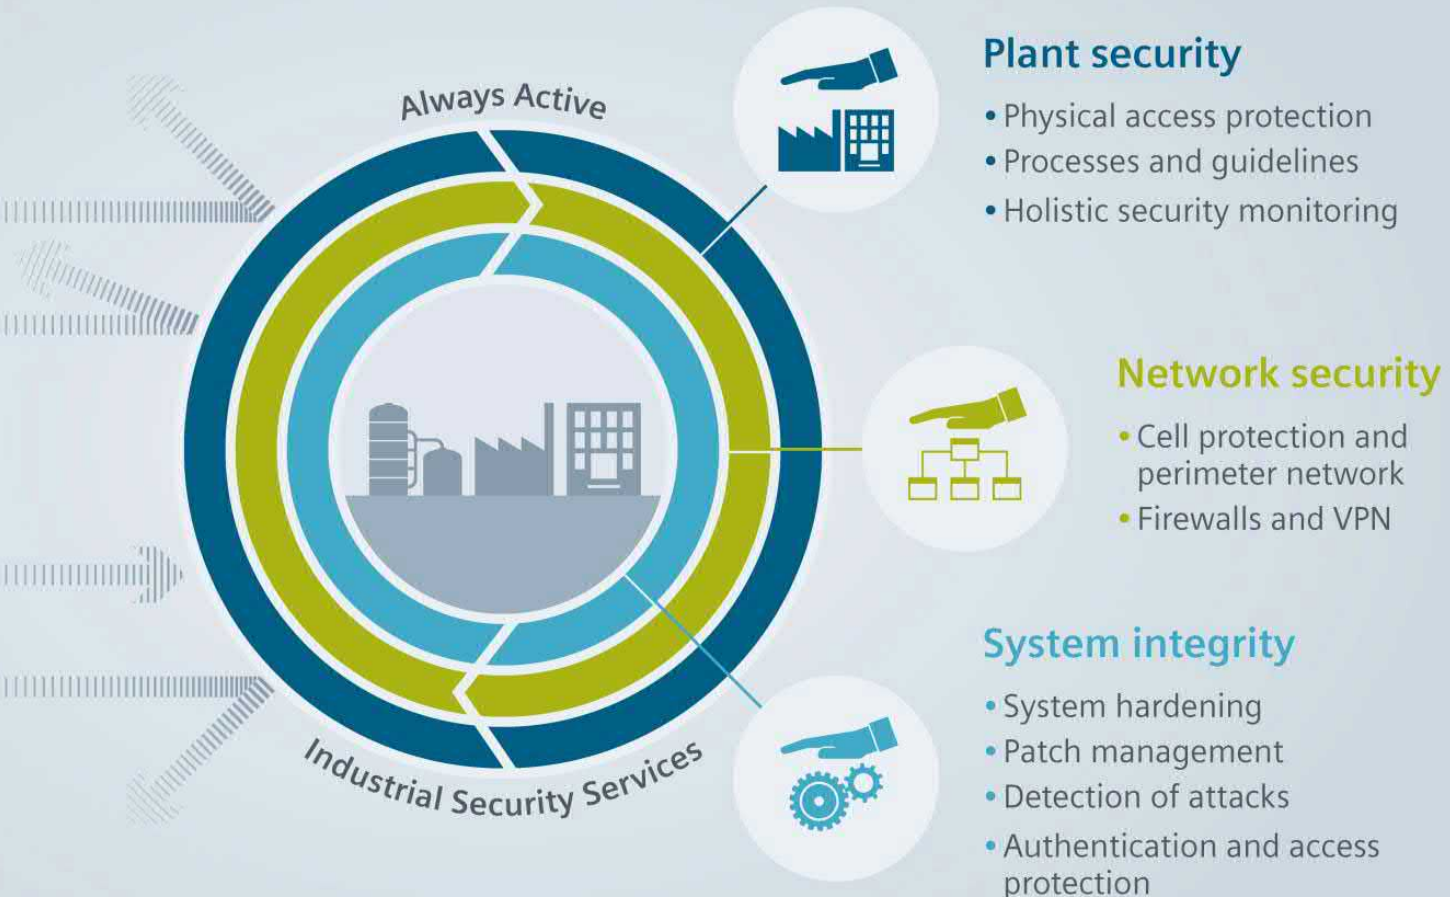 Always Active
Plant security
• Physical access protection
• Processes and guidelines
• Holistic security monitoring
Network security
• Cell protection and
perimeter network
• Firewalls and VPN
System integrity
• System hardening
• Patch management
• Detection of attacks
• Authentication and access
protection
Industrial Security Services